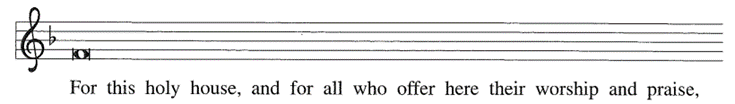 For this holy house, and for all who offer here their worship and praise,